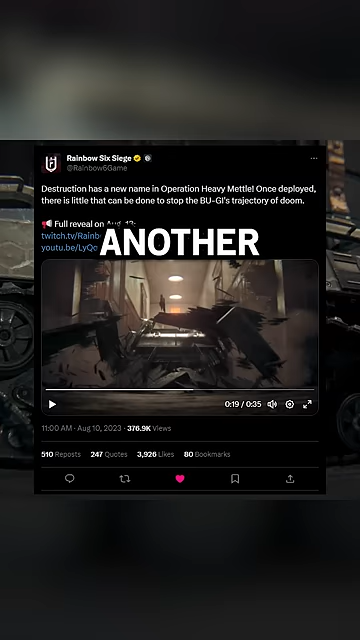 Rainbow Six Siege
@Rainbow6Game
Destruction has a new name in Operation Heavy Mettle! Once deployed,
there is little that can be done to stop the BU-GI's trajectory of doom.
Full reveal on Aug. 13:
twitch.tv/Rainb
youtu.be/LyQc
ANOTHER
0:19 / 0:35
11:00 AM · Aug 10, 2023 · 376.9K Views
510 Reposts 247 Quotes 3,926 Likes 80 Bookmarks